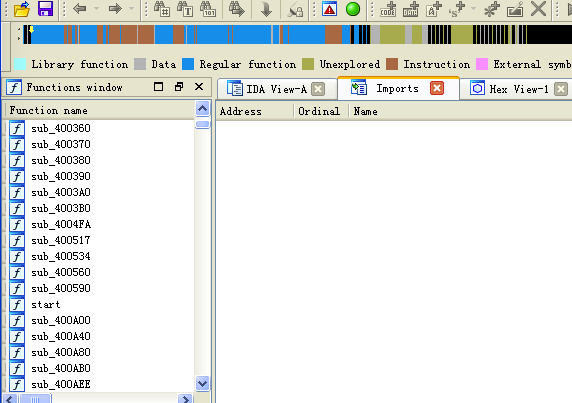 Library function Data Regular function Unexplored Instruction External symb
Functions window IDA View-A Imports Hex View-1
Function name Address Ordinal Name
sub_400360
sub_400370
sub_400380
sub_400390
sub_4003A0
sub_4003B0
sub_4004FA
sub_400517
sub_400534
sub_400560
sub_400590
start
sub_400A00
sub_400A40
sub_400A80
sub_400AB0
sub_400AEE